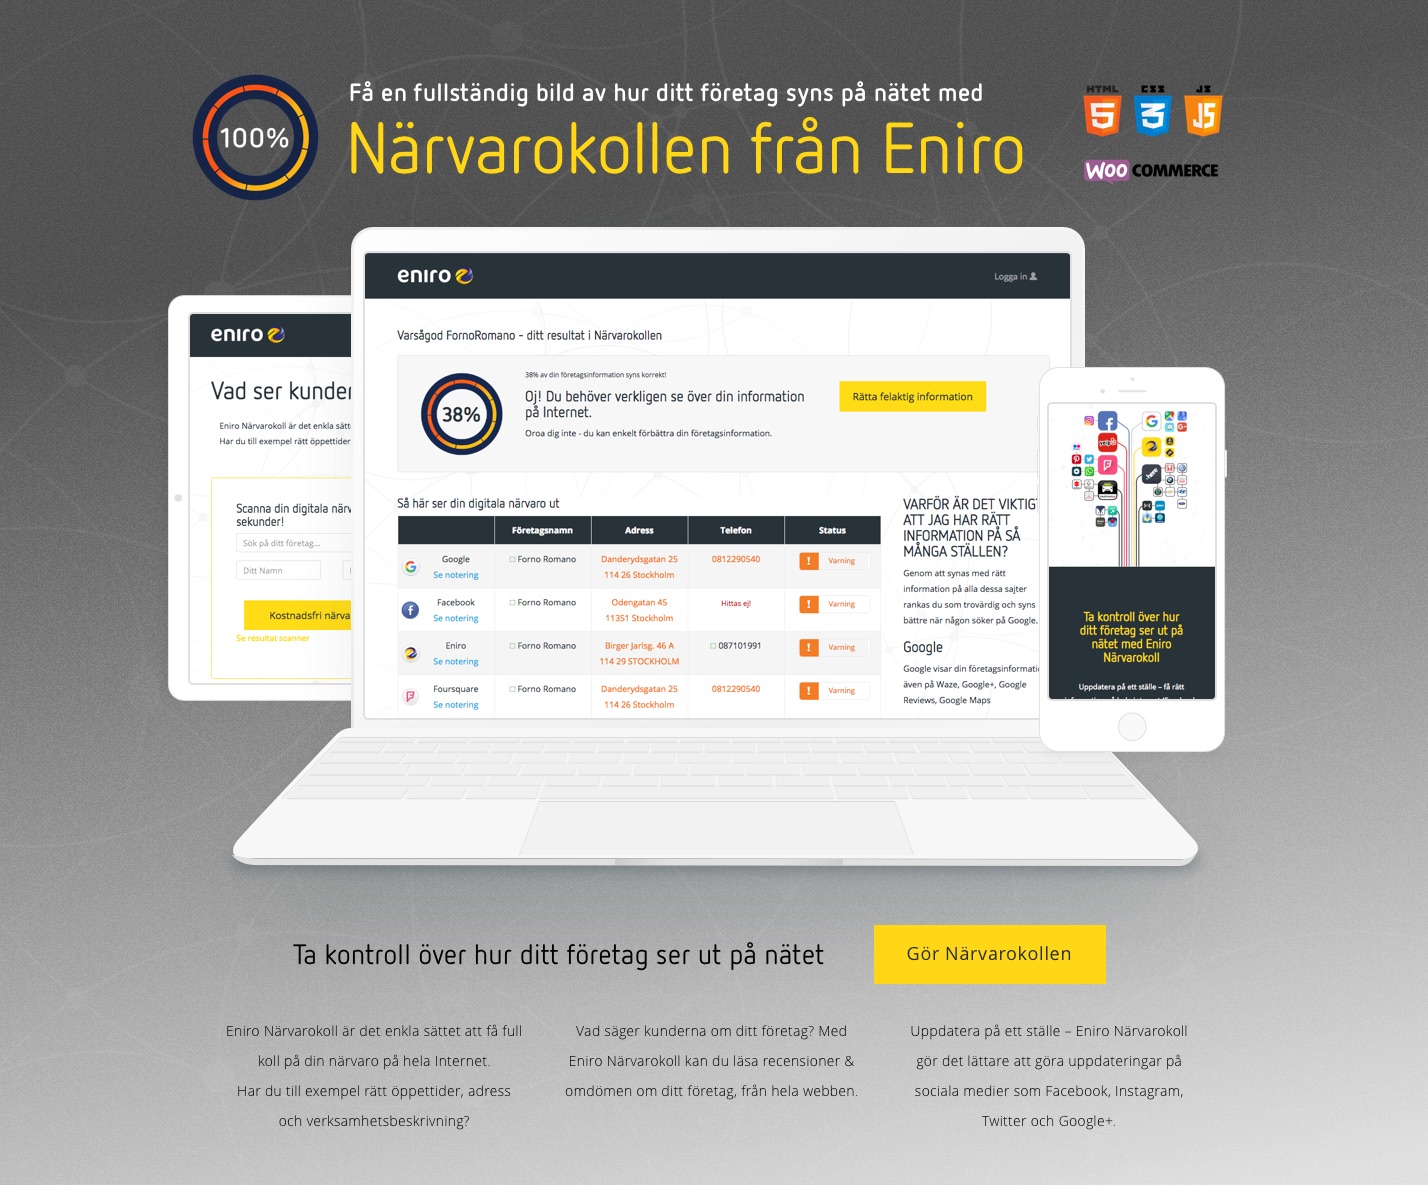 Få en fullständig bild av hur ditt företag syns på nätet med
100%
Närvarokollen från Eniro
HTML
CSS
JS
5
3
JS
WOO COMMERCE
eniro
Logga in
Varsågod FornoRomano - ditt resultat i Närvarokollen
38% av din företagsinformation syns korrekt!
38%
Oj! Du behöver verkligen se över din information
på Internet.
Rätta felaktig information
Oroa dig inte - du kan enkelt förbättra din företagsinformation.
Så här ser din digitala närvaro ut
Företagsnamn Adress Telefon Status
Google Forno Romano Danderydsgatan 25 0812290540 ! Varning
Se notering 114 26 Stockholm
Facebook Forno Romano Odengatan 45 Hittas ej! ! Varning
Se notering 11351 Stockholm
Eniro Forno Romano Birger Jarlsg. 46 A 087101991 ! Varning
Se notering 114 29 STOCKHOLM
Foursquare Forno Romano Danderydsgatan 25 0812290540 ! Varning
Se notering 114 26 Stockholm
VARFÖR ÄR DET VIKTIGT
ATT JAG HAR RÄTT
INFORMATION PÅ SÅ
MÅNGA STÄLLEN?
Genom att synas med rätt
information på alla dessa sajter
rankas du som trovärdig och syns
bättre när någon söker på Google.
Google
Google visar din företagsinformatio
även på Waze, Google+, Google
Reviews, Google Maps
eniro
Vad ser kunder
Eniro Närvarokoll är det enkla sätte
Har du till exempel rätt öppettider,
Scanna din digitala närv
sekunder!
Sök på ditt företag...
Ditt Namn
Kostnadsfri närva
Se resultat scanner
here
Ta kontroll över hur
ditt företag ser ut på
nätet med Eniro
Närvarokoll
Uppdatera på ett ställe – få rätt
Ta kontroll över hur ditt företag ser ut på nätet
Gör Närvarokollen
Eniro Närvarokoll är det enkla sättet att få full
koll på din närvaro på hela Internet.
Har du till exempel rätt öppettider, adress
och verksamhetsbeskrivning?
Vad säger kunderna om ditt företag? Med
Eniro Närvarokoll kan du läsa recensioner &
omdömen om ditt företag, från hela webben.
Uppdatera på ett ställe – Eniro Närvarokoll
gör det lättare att göra uppdateringar på
sociala medier som Facebook, Instagram,
Twitter och Google+.